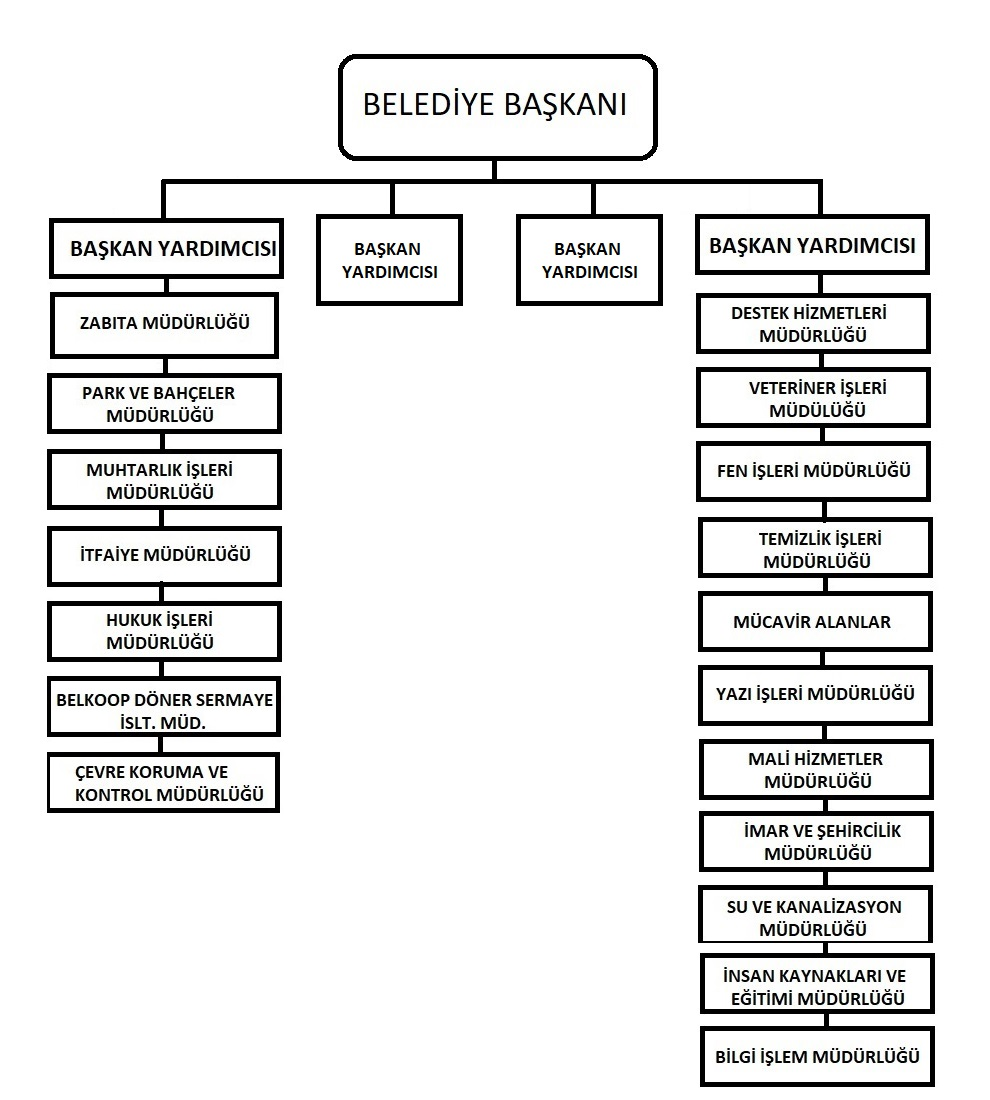 BELEDİYE BAŞKANI
BAŞKAN YARDIMCISI
ZABITA MÜDÜRLÜĞÜ
PARK VE BAHÇELER
MÜDÜRLÜĞÜ
MUHTARLIK İŞLERİ
MÜDÜRLÜĞÜ
İTFAİYE MÜDÜRLÜĞÜ
HUKUK İŞLERİ
MÜDÜRLÜĞÜ
BELKOOP DÖNER SERMAYE
İSLT. MÜD.
ÇEVRE KORUMA VE
KONTROL MÜDÜRLÜĞÜ
BAŞKAN
YARDIMCISI
BAŞKAN
YARDIMCISI
BAŞKAN YARDIMCISI
DESTEK HİZMETLERİ
MÜDÜRLÜĞÜ
VETERİNER İŞLERİ
MÜDÜLÜĞÜ
FEN İŞLERİ MÜDÜRLÜĞÜ
TEMİZLİK İŞLERİ
MÜDÜRLÜĞÜ
MÜCAVİR ALANLAR
YAZI İŞLERİ MÜDÜRLÜĞÜ
MALİ HİZMETLER
MÜDÜRLÜĞÜ
İMAR VE ŞEHİRCİLİK
MÜDÜRLÜĞÜ
SU VE KANALİZASYON
MÜDÜRLÜĞÜ
İNSAN KAYNAKLARI VE
EĞİTİMİ MÜDÜRLÜĞÜ
BİLGİ İŞLEM MÜDÜRLÜĞÜ